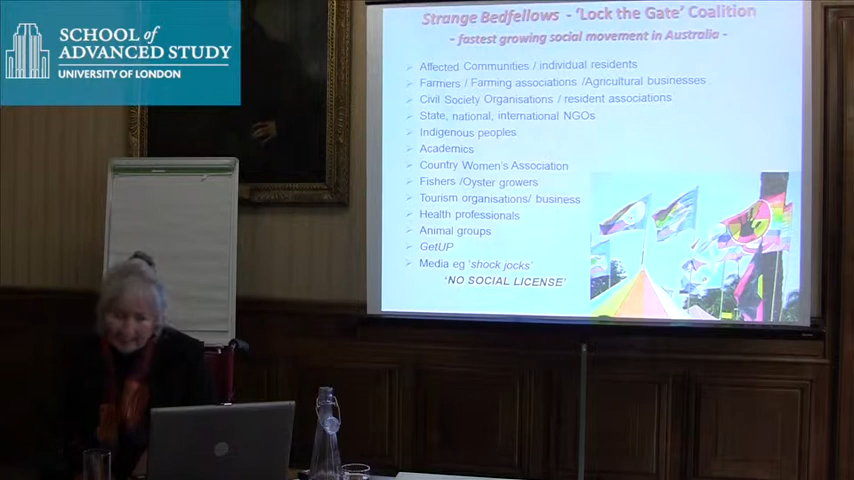 SCHOOL of
ADVANCED STUDY
UNIVERSITY OF LONDON
Strange Bedfellows - ‘Lock the Gate’ Coalition
- fastest growing social movement in Australia -
Affected Communities / individual residents
Farmers / Farming associations /Agricultural businesses
Civil Society Organisations / resident associations
State, national, international NGOs
Indigenous peoples
Academics
Country Women’s Association
Fishers /Oyster growers
Tourism organisations/ business
Health professionals
Animal groups
GetUP
Media eg ‘shock jocks’
‘NO SOCIAL LICENSE’